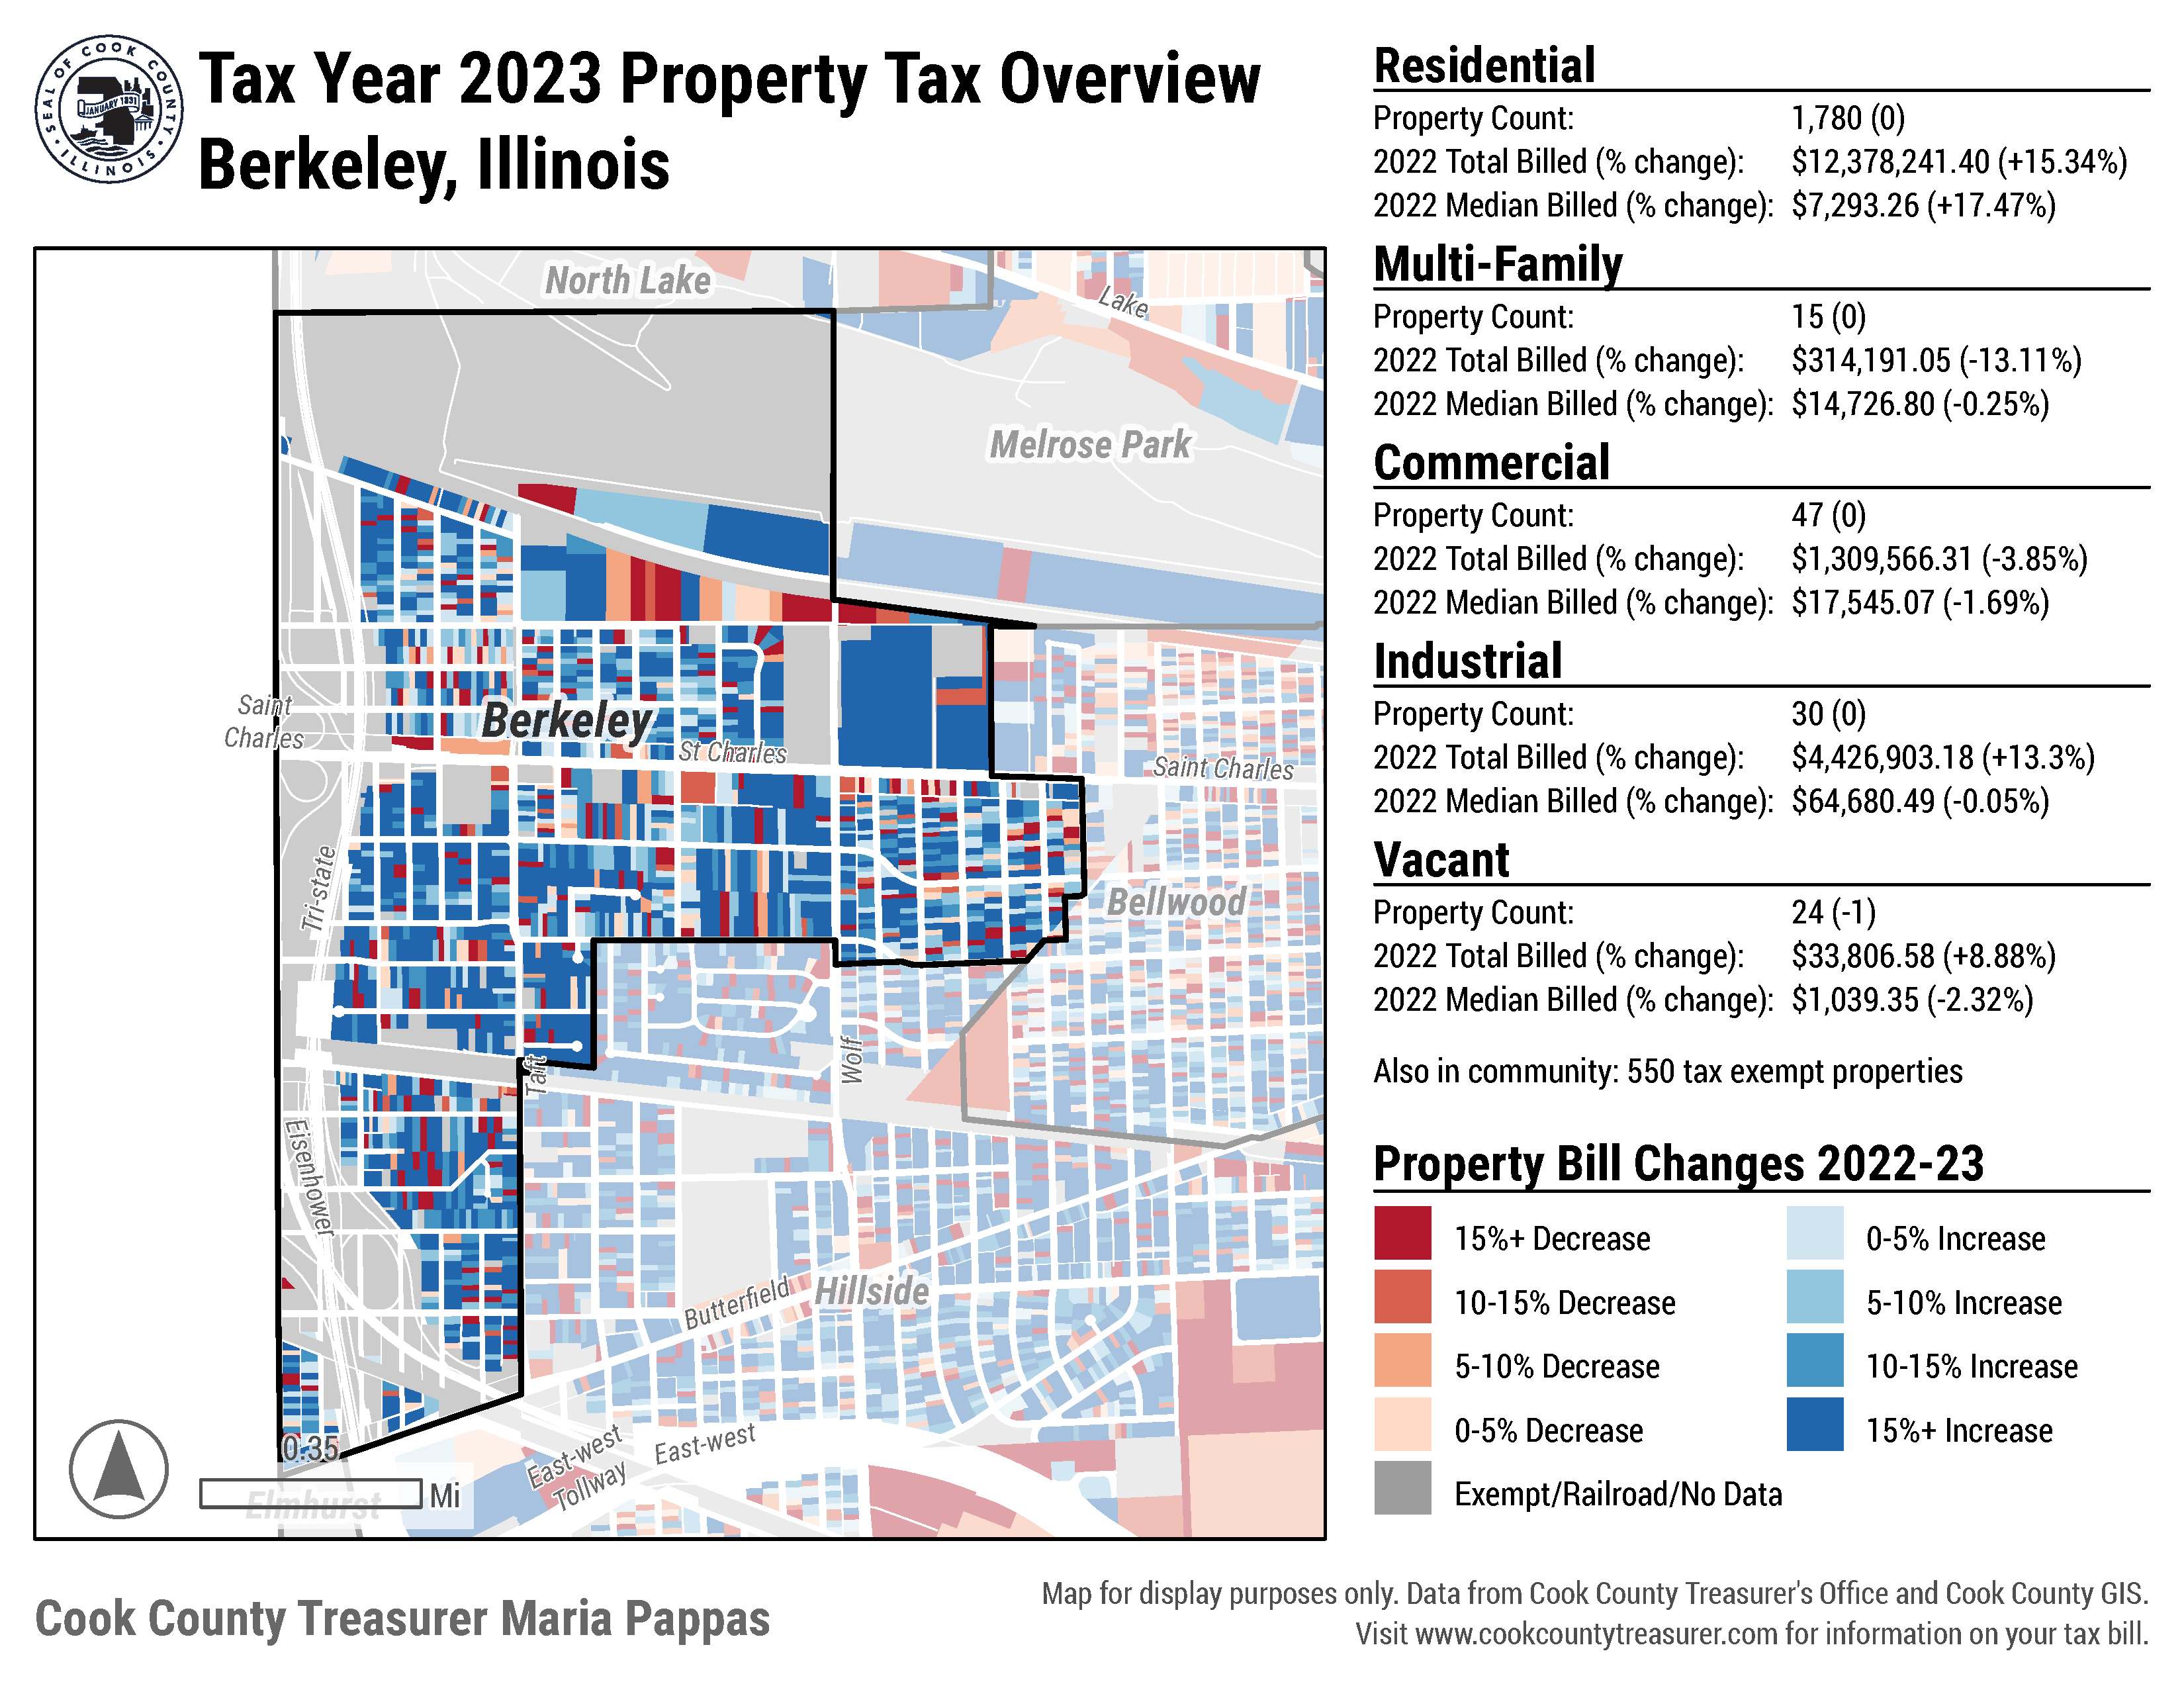 SEAL OF COOK COUNTY
• ILLINOIS •
JANUARY 1831
Tax Year 2023 Property Tax Overview
Berkeley, Illinois
North Lake
Lake
Melrose Park
Saint
Charles
Berkeley
St Charles
Saint Charles
Tri-state
Bellwood
Taft
Wolf
Eisenhower
Butterfield
Hillside
East-west
Tollway
East-west
0.35
Mi
Elmhurst
Residential
Property Count: 1,780 (0)
2022 Total Billed (% change): $12,378,241.40 (+15.34%)
2022 Median Billed (% change): $7,293.26 (+17.47%)
Multi-Family
Property Count: 15 (0)
2022 Total Billed (% change): $314,191.05 (-13.11%)
2022 Median Billed (% change): $14,726.80 (-0.25%)
Commercial
Property Count: 47 (0)
2022 Total Billed (% change): $1,309,566.31 (-3.85%)
2022 Median Billed (% change): $17,545.07 (-1.69%)
Industrial
Property Count: 30 (0)
2022 Total Billed (% change): $4,426,903.18 (+13.3%)
2022 Median Billed (% change): $64,680.49 (-0.05%)
Vacant
Property Count: 24 (-1)
2022 Total Billed (% change): $33,806.58 (+8.88%)
2022 Median Billed (% change): $1,039.35 (-2.32%)
Also in community: 550 tax exempt properties
Property Bill Changes 2022-23
15%+ Decrease
0-5% Increase
10-15% Decrease
5-10% Increase
5-10% Decrease
10-15% Increase
0-5% Decrease
15%+ Increase
Exempt/Railroad/No Data
Cook County Treasurer Maria Pappas
Map for display purposes only. Data from Cook County Treasurer's Office and Cook County GIS.
Visit www.cookcountytreasurer.com for information on your tax bill.